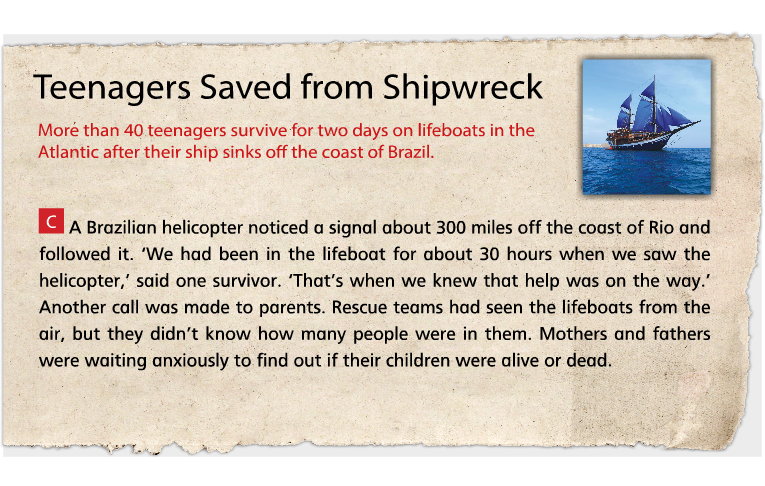 Teenagers Saved from Shipwreck
More than 40 teenagers survive for two days on lifeboats in the
Atlantic after their ship sinks off the coast of Brazil.
C A Brazilian helicopter noticed a signal about 300 miles off the coast of Rio and
followed it. ‘We had been in the lifeboat for about 30 hours when we saw the
helicopter,’ said one survivor. ‘That’s when we knew that help was on the way.’
Another call was made to parents. Rescue teams had seen the lifeboats from the
air, but they didn’t know how many people were in them. Mothers and fathers
were waiting anxiously to find out if their children were alive or dead.